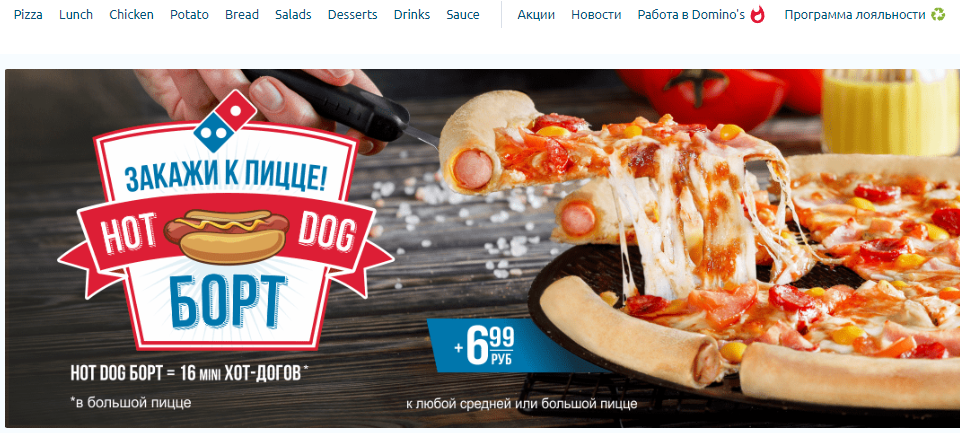 Pizza Lunch Chicken Potato Bread Salads Desserts Drinks Sauce Акции Новости Работа в Domino's Программа лояльности
ЗАКАЖИ К ПИЦЦЕ!
HOT DOG
БОРТ
HOT DOG БОРТ = 16 MINI ХОТ-ДОГОВ*
*в большой пицце
+6 99 РУБ
к любой средней или большой пицце